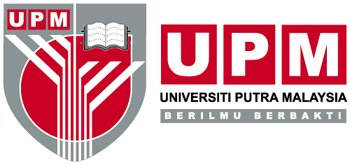 UPM
UPM
UNIVERSITI PUTRA MALAYSIA
BERILMU BERBAKTI